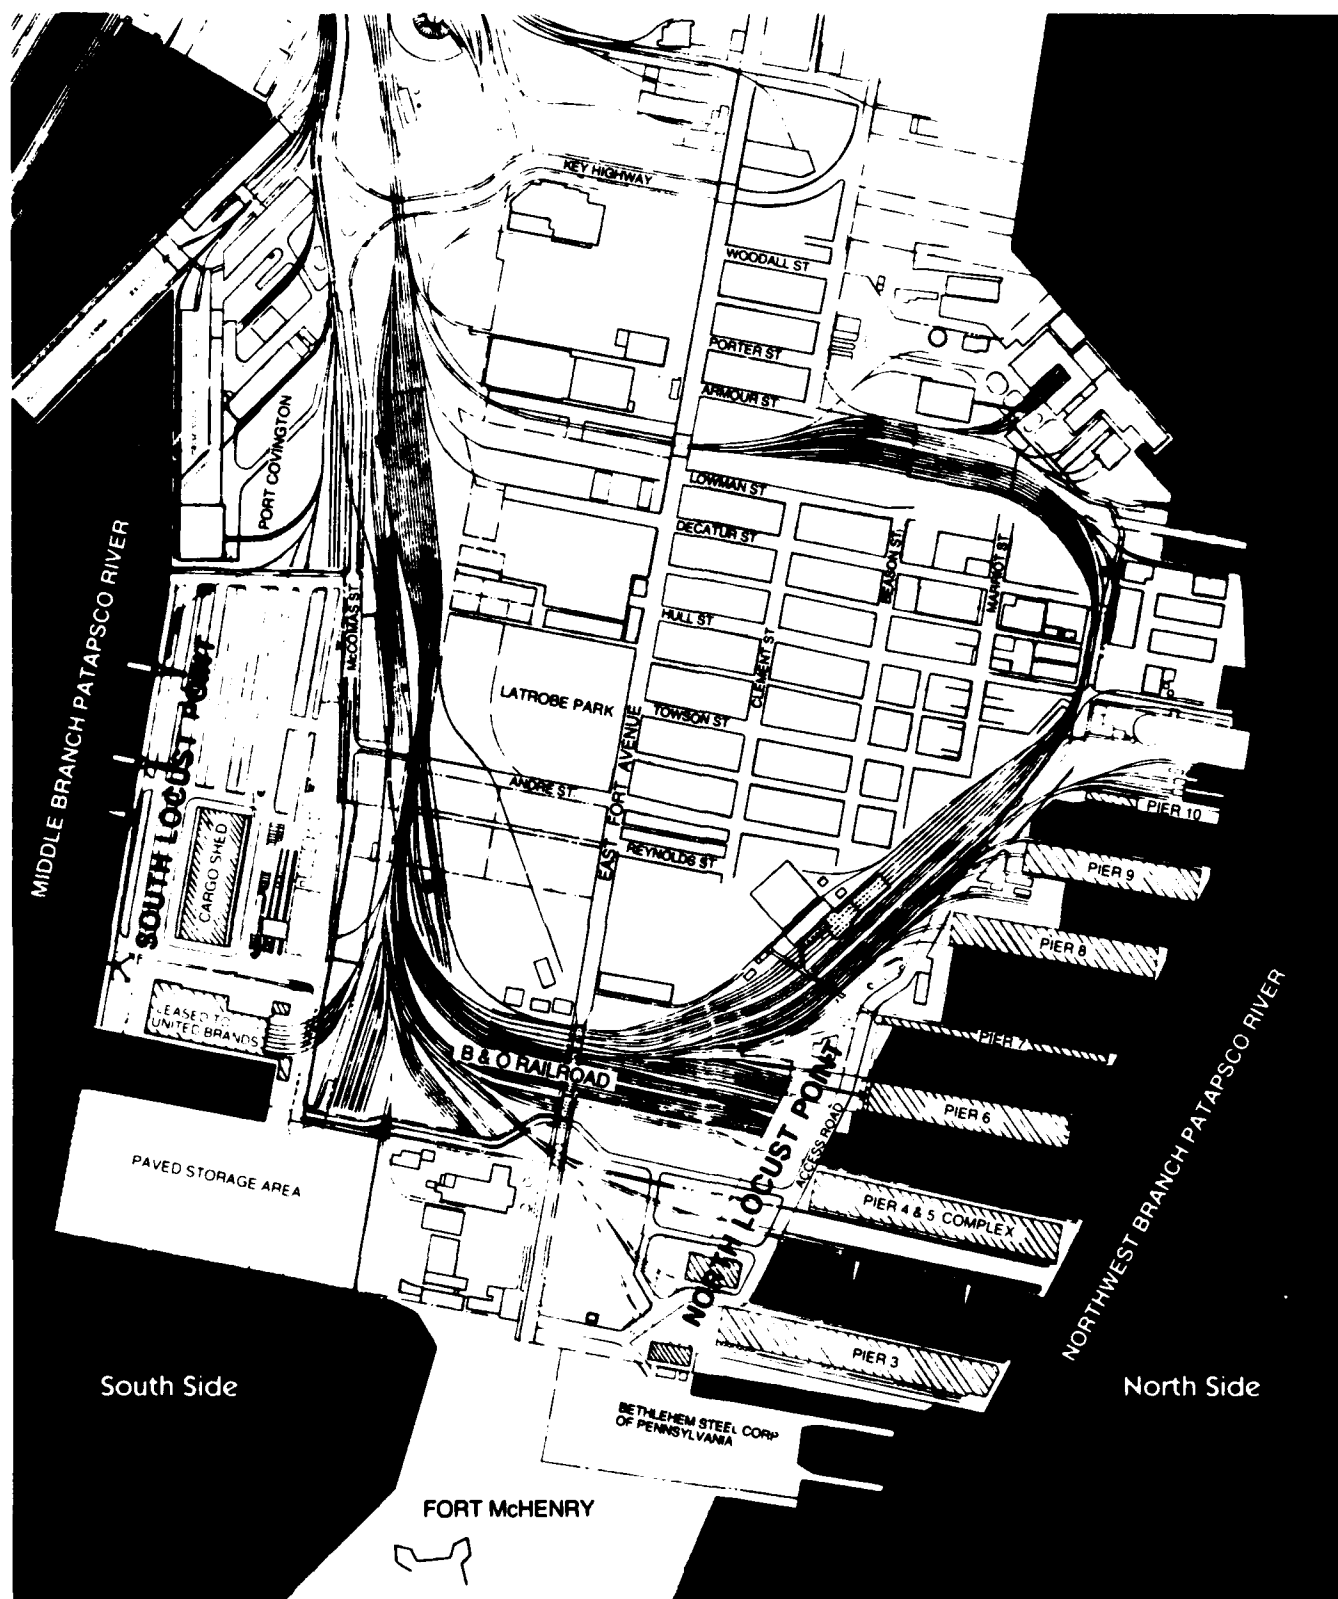 KEY HIGHWAY
WOODALL ST
PORTER ST
ARMOUR ST
PORT COVINGTON
LOWMAN ST
DECATUR ST
BEASON ST
MARRIOT ST
McCOMAS ST
HULL ST
CLEMENT ST
LATROBE PARK
TOWSON ST
ANDRE ST
EAST FORT AVENUE
REYNOLDS ST
MIDDLE BRANCH PATAPSCO RIVER
SOUTH LOCUST POINT
CARGO SHED
LEASED TO
UNITED BRANDS
PIER 10
PIER 9
PIER 8
PIER 7
PIER 6
B & O RAILROAD
NORTH LOCUST POINT
ACCESS ROAD
PIER 4 & 5 COMPLEX
PIER 3
NORTHWEST BRANCH PATAPSCO RIVER
PAVED STORAGE AREA
South Side
North Side
BETHLEHEM STEEL CORP
OF PENNSYLVANIA
FORT McHENRY